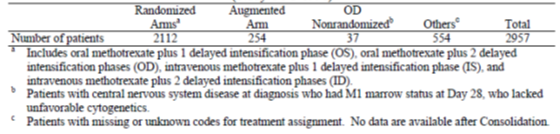 Randomized Augmented OD
Armsᵃ Arm Nonrandomizedᵇ Othersᶜ Total
Number of patients 2112 254 37 554 2957
ᵃ Includes oral methotrexate plus 1 delayed intensification phase (OS), oral methotrexate plus 2 delayed
intensification phases (OD), intravenous methotrexate plus 1 delayed intensification phase (IS), and
intravenous methotrexate plus 2 delayed intensification phases (ID).
ᵇ Patients with central nervous system disease at diagnosis who had M1 marrow status at Day 28, who lacked
unfavorable cytogenetics.
ᶜ Patients with missing or unknown codes for treatment assignment. No data are available after Consolidation.